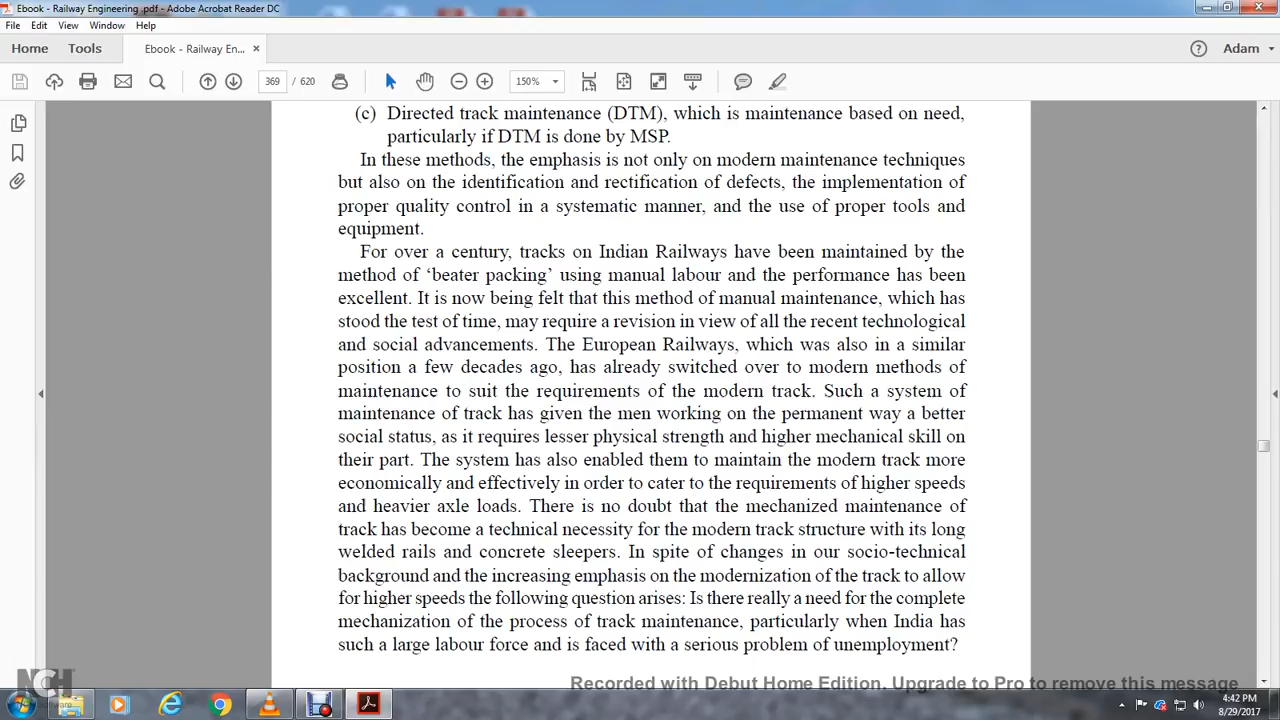 Ebook - Railway Engineering .pdf - Adobe Acrobat Reader DC
File Edit View Window Help
Home Tools Ebook - Railway En... × Adam
369 / 620 150%
(c) Directed track maintenance (DTM), which is maintenance based on need,
particularly if DTM is done by MSP.
In these methods, the emphasis is not only on modern maintenance techniques
but also on the identification and rectification of defects, the implementation of
proper quality control in a systematic manner, and the use of proper tools and
equipment.
For over a century, tracks on Indian Railways have been maintained by the
method of ‘beater packing’ using manual labour and the performance has been
excellent. It is now being felt that this method of manual maintenance, which has
stood the test of time, may require a revision in view of all the recent technological
and social advancements. The European Railways, which was also in a similar
position a few decades ago, has already switched over to modern methods of
maintenance to suit the requirements of the modern track. Such a system of
maintenance of track has given the men working on the permanent way a better
social status, as it requires lesser physical strength and higher mechanical skill on
their part. The system has also enabled them to maintain the modern track more
economically and effectively in order to cater to the requirements of higher speeds
and heavier axle loads. There is no doubt that the mechanized maintenance of
track has become a technical necessity for the modern track structure with its long
welded rails and concrete sleepers. In spite of changes in our socio-technical
background and the increasing emphasis on the modernization of the track to allow
for higher speeds the following question arises: Is there really a need for the complete
mechanization of the process of track maintenance, particularly when India has
such a large labour force and is faced with a serious problem of unemployment?
NCH
Software
Recorded with Debut Home Edition. Upgrade to Pro to remove this message
4:42 PM
8/29/2017